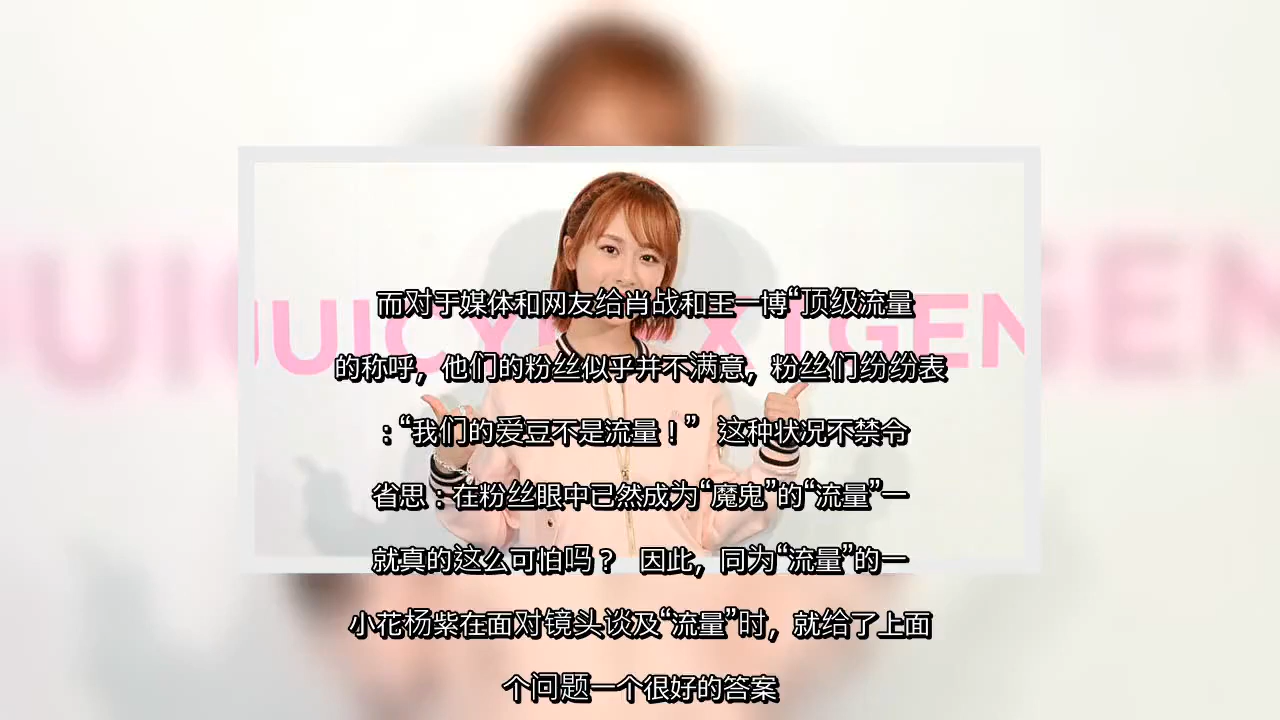 而对于媒体和网友给肖战和王一博“顶级流量
的称呼，他们的粉丝似乎并不满意，粉丝们纷纷表
：“我们的爱豆不是流量！” 这种状况不禁令
省思：在粉丝眼中已然成为“魔鬼”的“流量”一
就真的这么可怕吗？ 因此，同为“流量”的一
小花杨紫在面对镜头谈及“流量”时，就给了上面
个问题一个很好的答案
JUICY